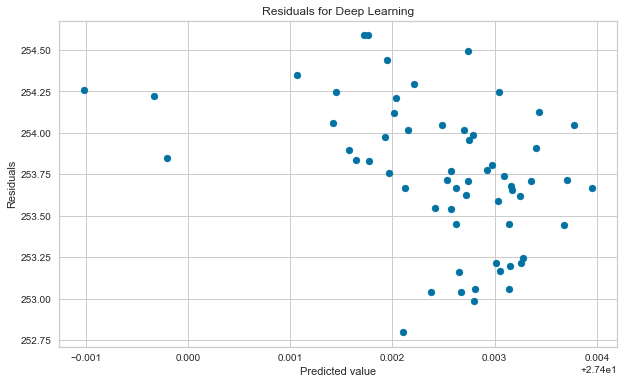 Residuals for Deep Learning
254.50
254.25
254.00
253.75
253.50
253.25
253.00
252.75
Residuals
−0.001 0.000 0.001 0.002 0.003 0.004
+2.74e1
Predicted value